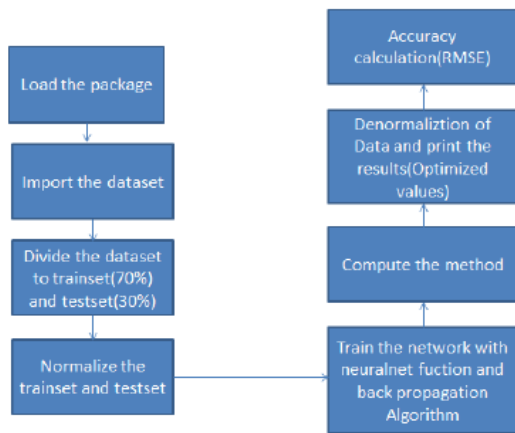 Load the package
Import the dataset
Divide the dataset
to trainset(70%)
and testset(30%)
Normalize the
trainset and testset
Train the network with
neuralnet fuction and
back propagation
Algorithm
Compute the method
Denormaliztion of
Data and print the
results(Optimized
values)
Accuracy
calculation(RMSE)